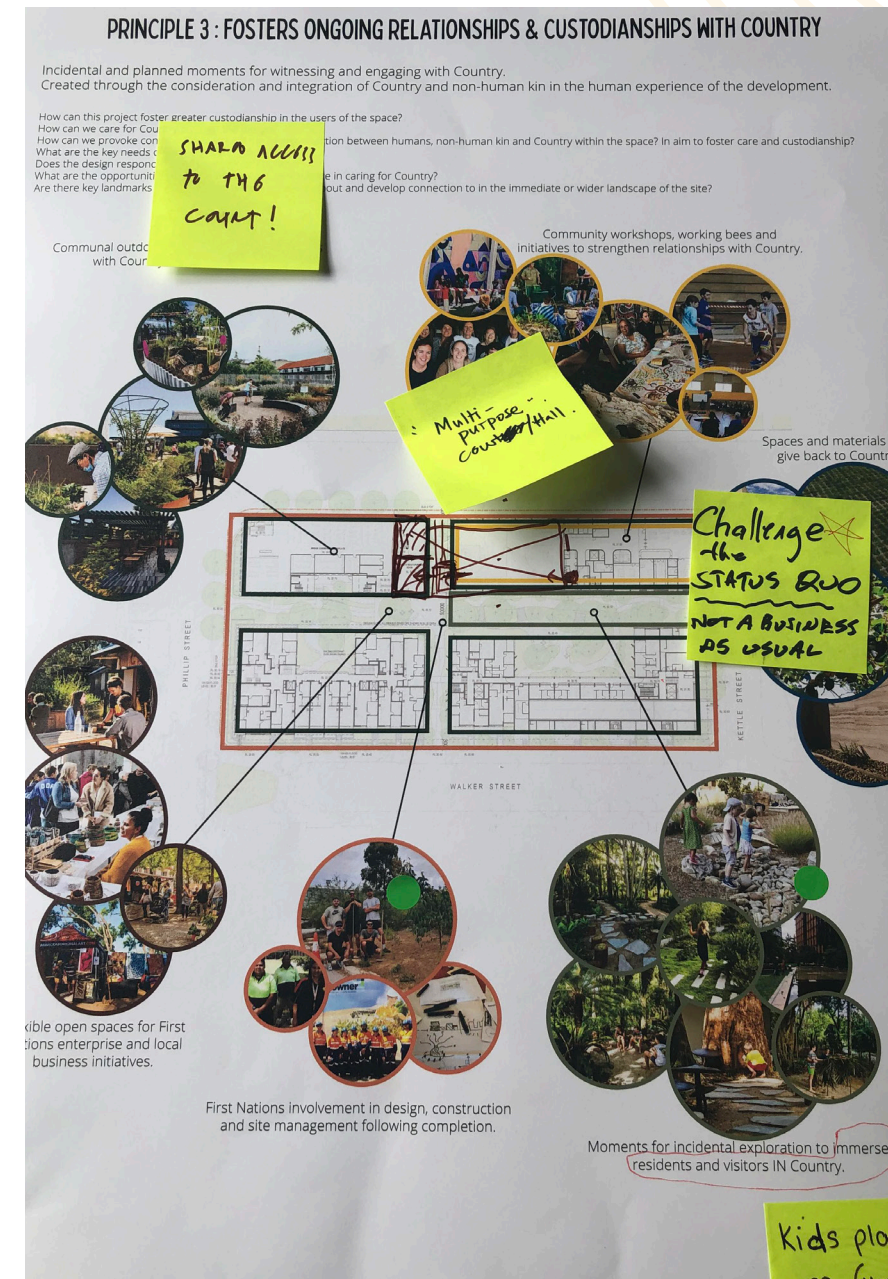 PRINCIPLE 3 : FOSTERS ONGOING RELATIONSHIPS & CUSTODIANSHIPS WITH COUNTRY
Incidental and planned moments for witnessing and engaging with Country.
Created through the consideration and integration of Country and non-human kin in the human experience of the development.
How can this project foster greater custodianship in the users of the space?
How can we care for Cou
How can we provoke con tion between humans, non-human kin and Country within the space? In aim to foster care and custodianship?
What are the key needs
Does the design respon
What are the opportuniti e in caring for Country?
Are there key landmarks out and develop connection to in the immediate or wider landscape of the site?
SHARED ACCESS
to THE
COURT!
Communal outdo
with Coun
Community workshops, working bees and
initiatives to strengthen relationships with Country.
"Multi-
purpose"
court/Hall.
Spaces and materials
give back to Countr
Challenge
the
STATUS QUO
NOT A BUSINESS
AS USUAL
PHILLIP STREET
KETTLE STREET
WALKER STREET
xible open spaces for First
tions enterprise and local
business initiatives.
wner
First Nations involvement in design, construction
and site management following completion.
Moments for incidental exploration to immerse
residents and visitors IN Country.
Kids pla